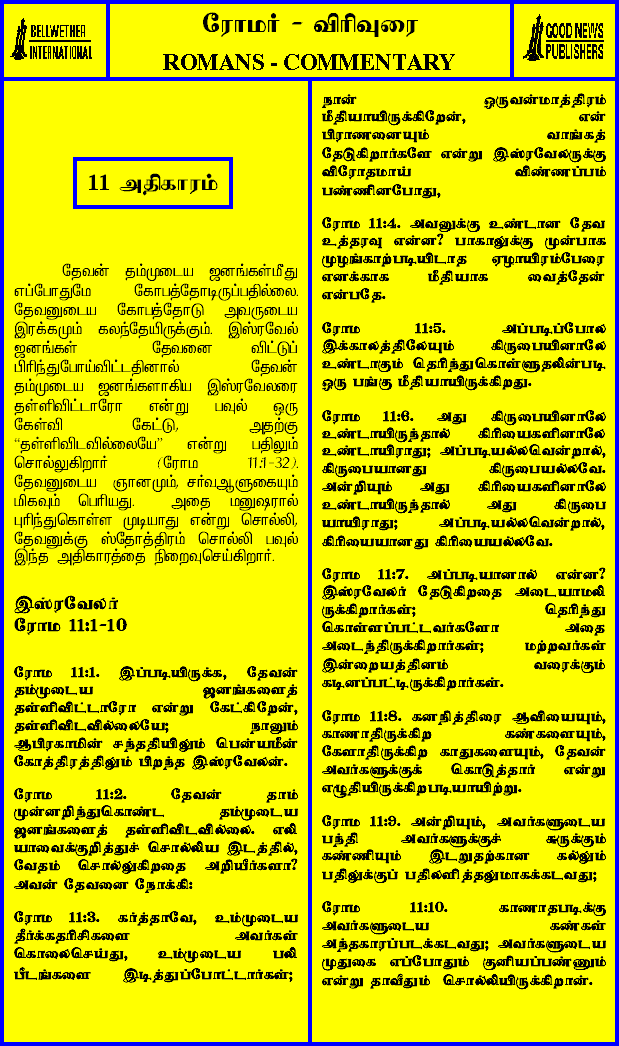 BELLWETHER
INTERNATIONAL
ரோமர் - விரிவுரை
ROMANS - COMMENTARY
GOOD NEWS
PUBLISHERS
11 அதிகாரம்
தேவன் தம்முடைய ஜனங்கள்மீது
எப்போதுமே கோபத்தோடிருப்பதில்லை.
தேவனுடைய கோபத்தோடு அவருடைய
இரக்கமும் கலந்தேயிருக்கும். இஸ்ரவேல்
ஜனங்கள் தேவனை விட்டுப்
பிரிந்துபோய்விட்டதினால் தேவன்
தம்முடைய ஜனங்களாகிய இஸ்ரவேலரை
தள்ளிவிட்டாரோ என்று பவுல் ஒரு
கேள்வி கேட்டு, அதற்கு
“தள்ளிவிடவில்லையே” என்று பதிலும்
சொல்லுகிறார் (ரோம 11:1-32).
தேவனுடைய ஞானமும், சர்வஆளுகையும்
மிகவும் பெரியது. அதை மனுஷரால்
புரிந்துகொள்ள முடியாது என்று சொல்லி,
தேவனுக்கு ஸ்தோத்திரம் சொல்லி பவுல்
இந்த அதிகாரத்தை நிறைவுசெய்கிறார்.
இஸ்ரவேலர்
ரோம 11:1-10
ரோம 11:1. இப்படியிருக்க, தேவன்
தம்முடைய ஜனங்களைத்
தள்ளிவிட்டாரோ என்று கேட்கிறேன்,
தள்ளிவிடவில்லையே; நானும்
ஆபிரகாமின் சந்ததியிலும் பென்யமீன்
கோத்திரத்திலும் பிறந்த இஸ்ரவேலன்.
ரோம 11:2. தேவன் தாம்
முன்னறிந்துகொண்ட தம்முடைய
ஜனங்களைத் தள்ளிவிடவில்லை. எலி
யாவைக்குறித்துச் சொல்லிய இடத்தில்,
வேதம் சொல்லுகிறதை அறியீர்களா?
அவன் தேவனை நோக்கி:
ரோம 11:3. கர்த்தாவே, உம்முடைய
தீர்க்கதரிசிகளை அவர்கள்
கொலைசெய்து, உம்முடைய பலி
பீடங்களை இடித்துப்போட்டார்கள்;
நான் ஒருவன்மாத்திரம்
மீதியாயிருக்கிறேன், என்
பிராணனையும் வாங்கத்
தேடுகிறார்களே என்று இஸ்ரவேலருக்கு
விரோதமாய் விண்ணப்பம்
பண்ணினபோது,
ரோம 11:4. அவனுக்கு உண்டான தேவ
உத்தரவு என்ன? பாகாலுக்கு முன்பாக
முழங்காற்படியிடாத ஏழாயிரம்பேரை
எனக்காக மீதியாக வைத்தேன்
என்பதே.
ரோம 11:5. அப்படிப்போல
இக்காலத்திலேயும் கிருபையினாலே
உண்டாகும் தெரிந்துகொள்ளுதலின்படி
ஒரு பங்கு மீதியாயிருக்கிறது.
ரோம 11:6. அது கிருபையினாலே
உண்டாயிருந்தால் கிரியைகளினாலே
உண்டாயிராது; அப்படியல்லவென்றால்,
கிருபையானது கிருபையல்லவே.
அன்றியும் அது கிரியைகளினாலே
உண்டாயிருந்தால் அது கிருபை
யாயிராது; அப்படியல்லவென்றால்,
கிரியையானது கிரியையல்லவே.
ரோம 11:7. அப்படியானால் என்ன?
இஸ்ரவேலர் தேடுகிறதை அடையாமலி
ருக்கிறார்கள்; தெரிந்து
கொள்ளப்பட்டவர்களோ அதை
அடைந்திருக்கிறார்கள்; மற்றவர்கள்
இன்றையத்தினம் வரைக்கும்
கடினப்பட்டிருக்கிறார்கள்.
ரோம 11:8. கனநித்திரை ஆவியையும்,
காணாதிருக்கிற கண்களையும்,
கேளாதிருக்கிற காதுகளையும், தேவன்
அவர்களுக்குக் கொடுத்தார் என்று
எழுதியிருக்கிறபடியாயிற்று.
ரோம 11:9. அன்றியும், அவர்களுடைய
பந்தி அவர்களுக்குச் சுருக்கும்
கண்ணியும் இடறுதற்கான கல்லும்
பதிலுக்குப் பதிலளித்தலுமாகக்கடவது;
ரோம 11:10. காணாதபடிக்கு
அவர்களுடைய கண்கள்
அந்தகாரப்படக்கடவது; அவர்களுடைய
முதுகை எப்போதும் குனியப்பண்ணும்
என்று தாவீதும் சொல்லியிருக்கிறான்.